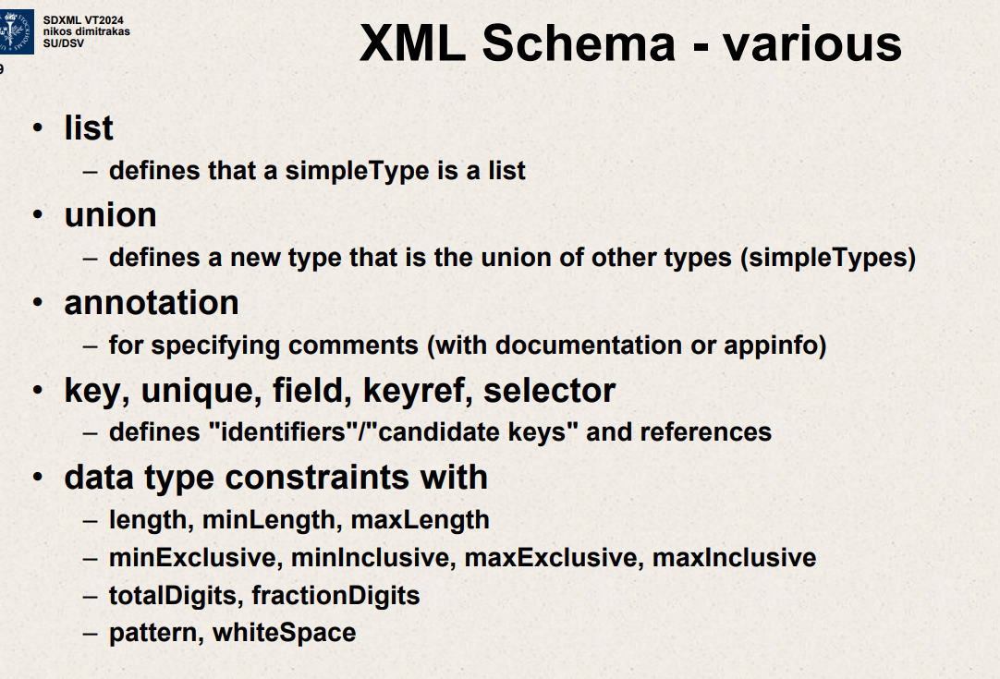 SDXML VT2024
nikos dimitrakas
SU/DSV
9
XML Schema - various
• list
– defines that a simpleType is a list
• union
– defines a new type that is the union of other types (simpleTypes)
• annotation
– for specifying comments (with documentation or appinfo)
• key, unique, field, keyref, selector
– defines "identifiers"/"candidate keys" and references
• data type constraints with
– length, minLength, maxLength
– minExclusive, minInclusive, maxExclusive, maxInclusive
– totalDigits, fractionDigits
– pattern, whiteSpace